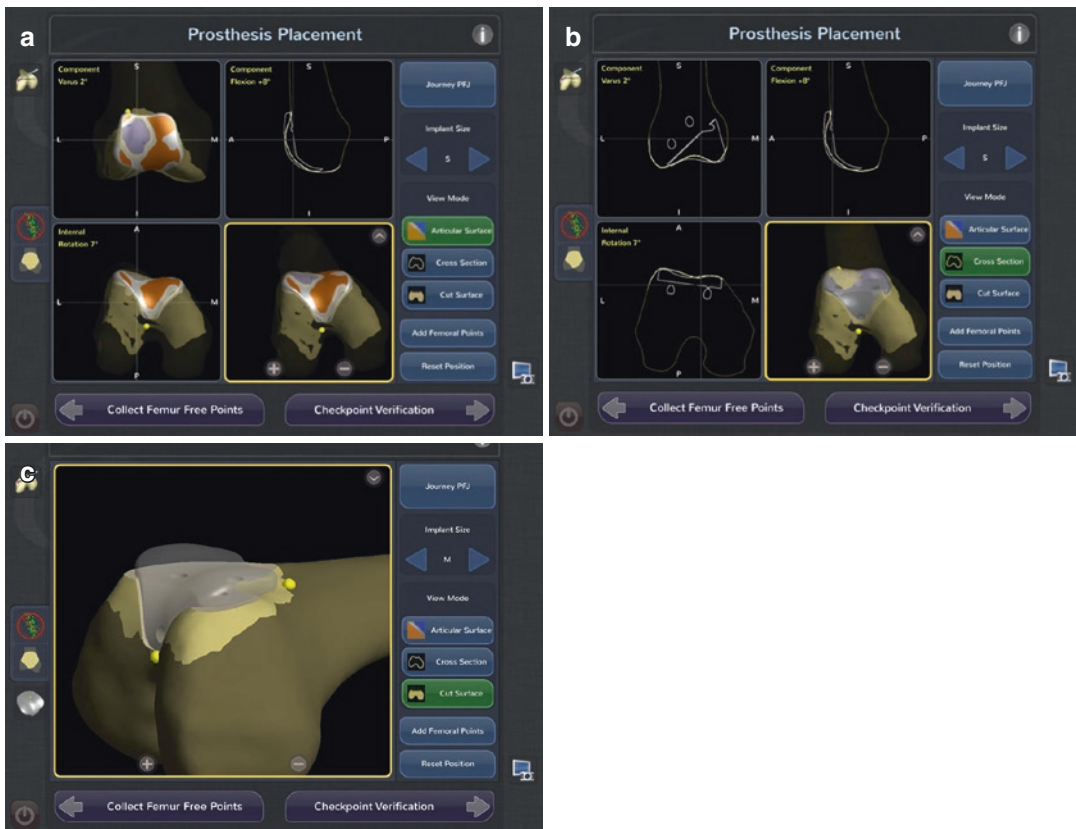 a
Prosthesis Placement
i
Component
Varus 2°
S
L
M
I
Component
Flexion +8°
S
A
P
I
Internal
Rotation 7°
A
L
M
P
+
−
Journey PFJ
Implant Size
S
View Mode
Articular Surface
Cross Section
Cut Surface
Add Femoral Points
Reset Position
Collect Femur Free Points
Checkpoint Verification
b
Prosthesis Placement
i
Component
Varus 2°
S
L
M
I
Component
Flexion +8°
S
A
P
I
Internal
Rotation 7°
A
L
M
P
+
−
Journey PFJ
Implant Size
S
View Mode
Articular Surface
Cross Section
Cut Surface
Add Femoral Points
Reset Position
Collect Femur Free Points
Checkpoint Verification
c
+
−
Journey PFJ
Implant Size
M
View Mode
Articular Surface
Cross Section
Cut Surface
Add Femoral Points
Reset Position
Collect Femur Free Points
Checkpoint Verification